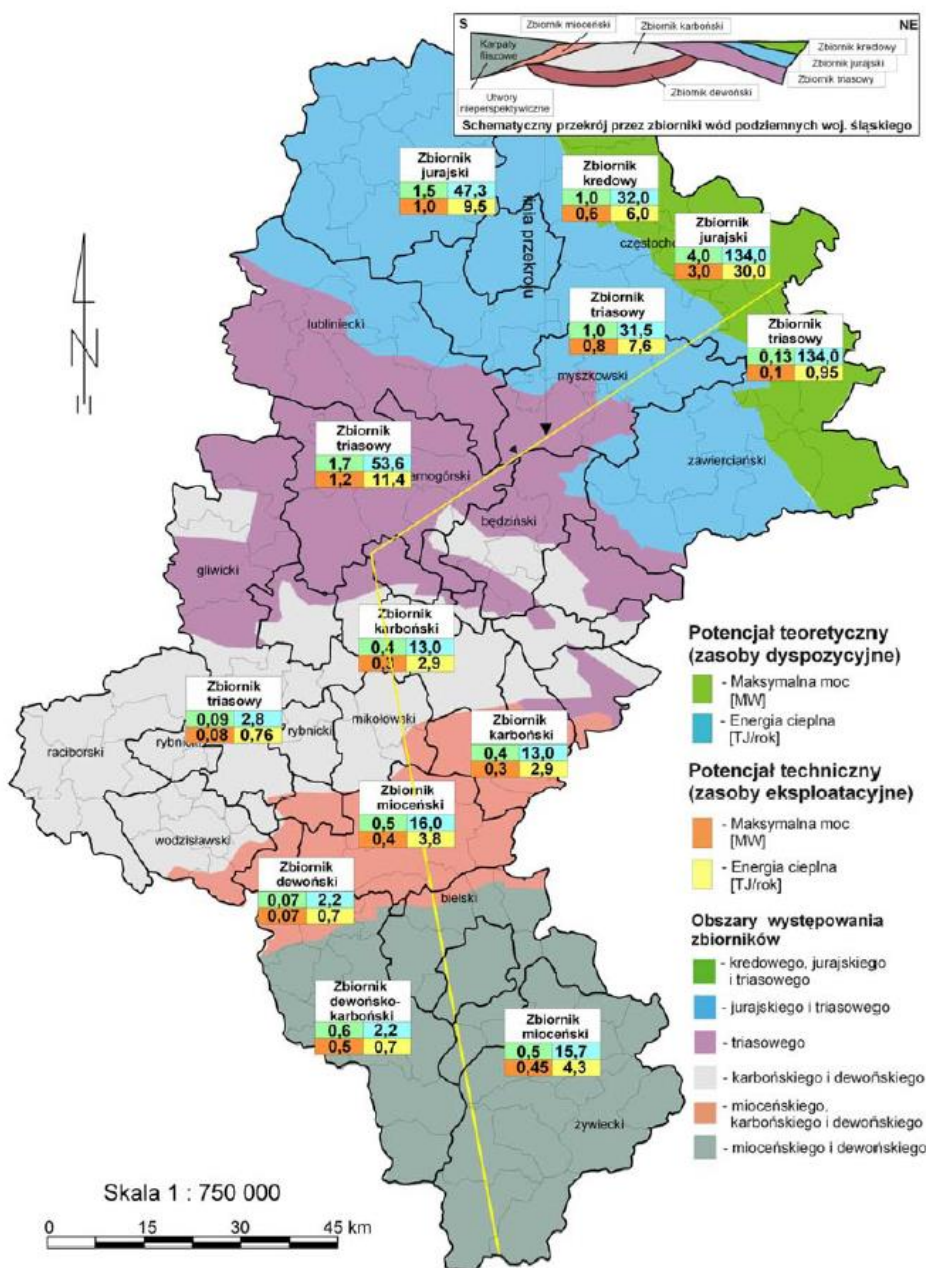 S
NE
Zbiornik mioceński
Zbiornik karboński
Karpaty
fliszowe
Zbiornik kredowy
Zbiornik jurajski
Zbiornik triasowy
Utwory
nieperspektywiczne
Zbiornik dewoński
Schematyczny przekrój przez zbiorniki wód podziemnych woj. śląskiego
Zbiornik
jurajski
1,5 47,3
1,0 9,5
Zbiornik
kredowy
1,0 32,0
0,6 6,0
linia przekroju
częstocho
Zbiornik
jurajski
4,0 134,0
3,0 30,0
Zbiornik
triasowy
1,0 31,5
0,8 7,6
Zbiornik
triasowy
0,13 134,0
0,1 0,95
lubliniecki
myszkowski
N
zawierciański
Zbiornik
triasowy
1,7 53,6
1,2 11,4
arnogórski
będziński
gliwicki
Zbiornik
karboński
0,4 13,0
0,3 2,9
Zbiornik
triasowy
0,09 2,8
0,08 0,76
raciborski
rybnic
rybnicki
mikołowski
Zbiornik
karboński
0,4 13,0
0,3 2,9
Zbiornik
mioceński
0,5 16,0
0,4 3,8
wodzisławski
Zbiornik
dewoński
0,07 2,2
0,07 0,7
bielski
Zbiornik
dewońsko-
karboński
0,6 2,2
0,5 0,7
Zbiornik
mioceński
0,5 15,7
0,45 4,3
żywiecki
Potencjał teoretyczny
(zasoby dyspozycyjne)
- Maksymalna moc
[MW]
- Energia cieplna
[TJ/rok]
Potencjał techniczny
(zasoby eksploatacyjne)
- Maksymalna moc
[MW]
- Energia cieplna
[TJ/rok]
Obszary występowania
zbiorników
- kredowego, jurajskiego
i triasowego
- jurajskiego i triasowego
- triasowego
- karbońskiego i dewońskiego
- mioceńskiego,
karbońskiego i dewońskiego
- mioceńskiego i dewońskiego
Skala 1 : 750 000
0 15 30 45 km